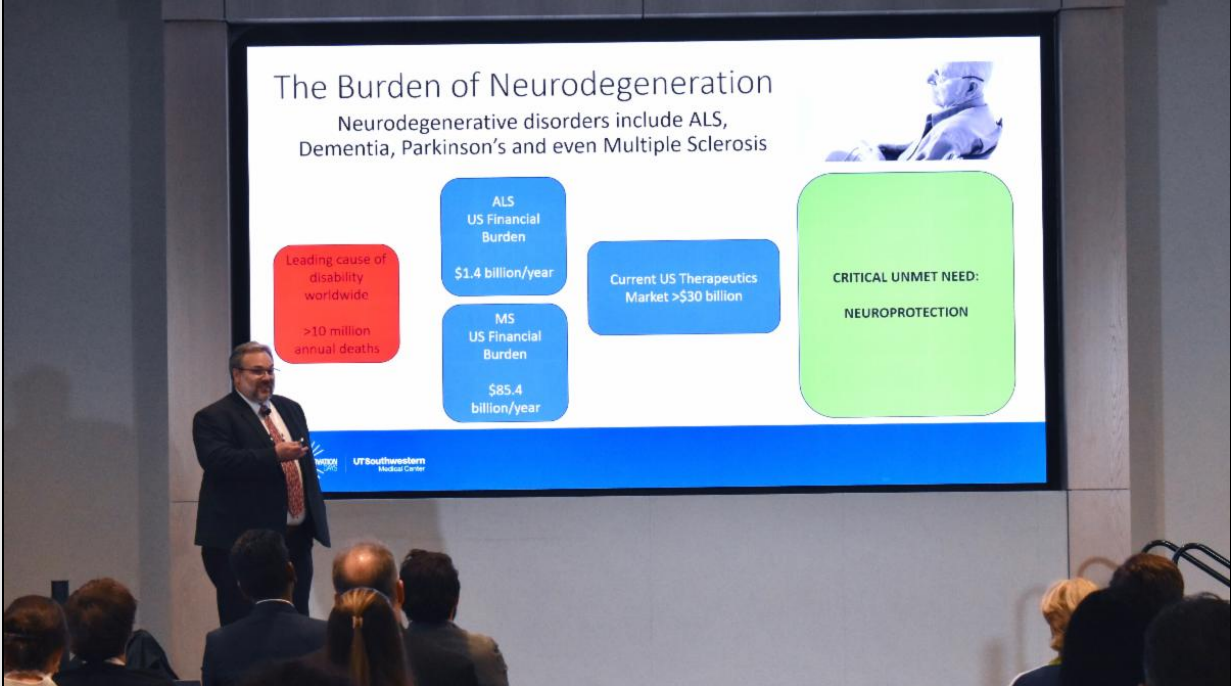 The Burden of Neurodegeneration
Neurodegenerative disorders include ALS,
Dementia, Parkinson's and even Multiple Sclerosis
Leading cause of
disability
worldwide
>10 million
annual deaths
ALS
US Financial
Burden
$1.4 billion/year
MS
US Financial
Burden
$85.4
billion/year
Current US Therapeutics
Market >$30 billion
CRITICAL UNMET NEED:
NEUROPROTECTION
DAYS
UTSouthwestern
Medical Center